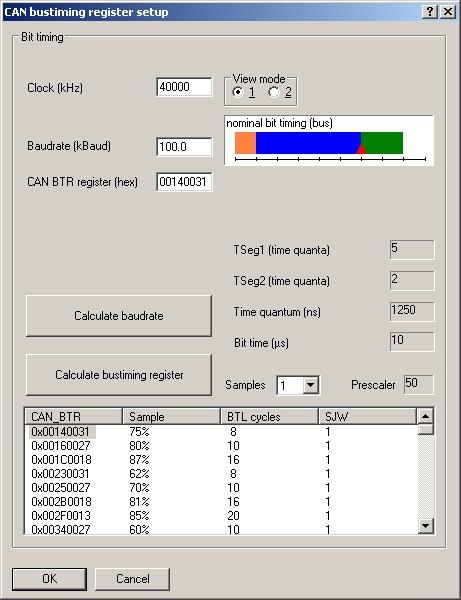 CAN bustiming register setup
Bit timing
Clock (kHz) 40000
View mode
1 2
nominal bit timing (bus)
Baudrate (kBaud) 100.0
CAN BTR register (hex) 00140031
TSeg1 (time quanta) 5
TSeg2 (time quanta) 2
Calculate baudrate
Time quantum (ns) 1250
Bit time (µs) 10
Calculate bustiming register
Samples 1 Prescaler 50
CAN_BTR Sample BTL cycles SJW
0x00140031 75% 8 1
0x00160027 80% 10 1
0x001C0018 87% 16 1
0x00230031 62% 8 1
0x00250027 70% 10 1
0x002B0018 81% 16 1
0x002F0013 85% 20 1
0x00340027 60% 10 1
OK Cancel